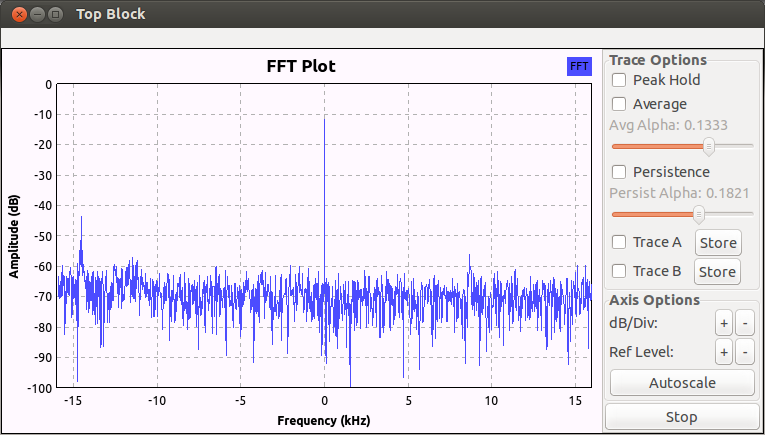 Top Block
FFT Plot
FFT
0
-10
-20
-30
-40
-50
-60
-70
-80
-90
-100
Amplitude (dB)
-15 -10 -5 0 5 10 15
Frequency (kHz)
Trace Options
Peak Hold
Average
Avg Alpha: 0.1333
Persistence
Persist Alpha: 0.1821
Trace A Store
Trace B Store
Axis Options
dB/Div: + -
Ref Level: + -
Autoscale
Stop